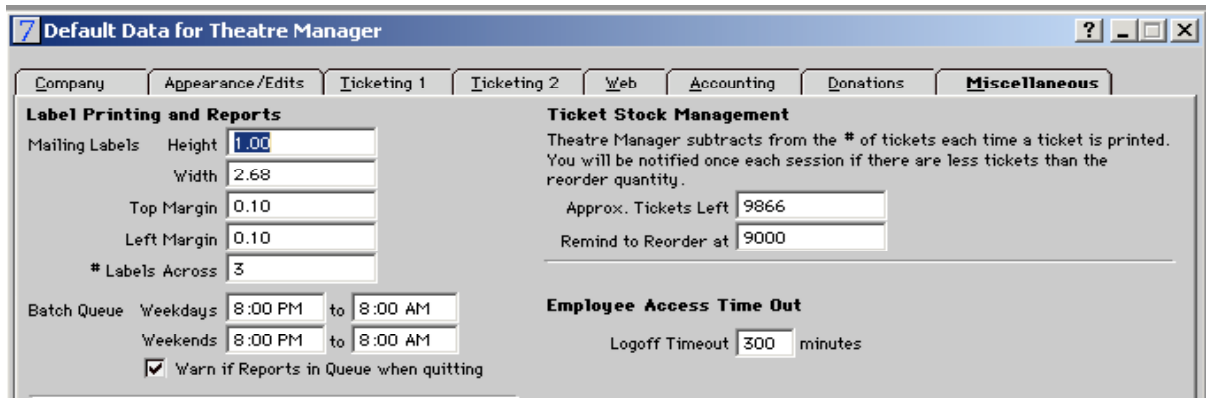 7 Default Data for Theatre Manager ? _ □ X
Company Appearance/Edits Ticketing 1 Ticketing 2 Web Accounting Donations Miscellaneous
Label Printing and Reports
Mailing Labels Height 1.00
Width 2.68
Top Margin 0.10
Left Margin 0.10
# Labels Across 3
Batch Queue Weekdays 8:00 PM to 8:00 AM
Weekends 8:00 PM to 8:00 AM
Warn if Reports in Queue when quitting
Ticket Stock Management
Theatre Manager subtracts from the # of tickets each time a ticket is printed.
You will be notified once each session if there are less tickets than the
reorder quantity.
Approx. Tickets Left 9866
Remind to Reorder at 9000
Employee Access Time Out
Logoff Timeout 300 minutes